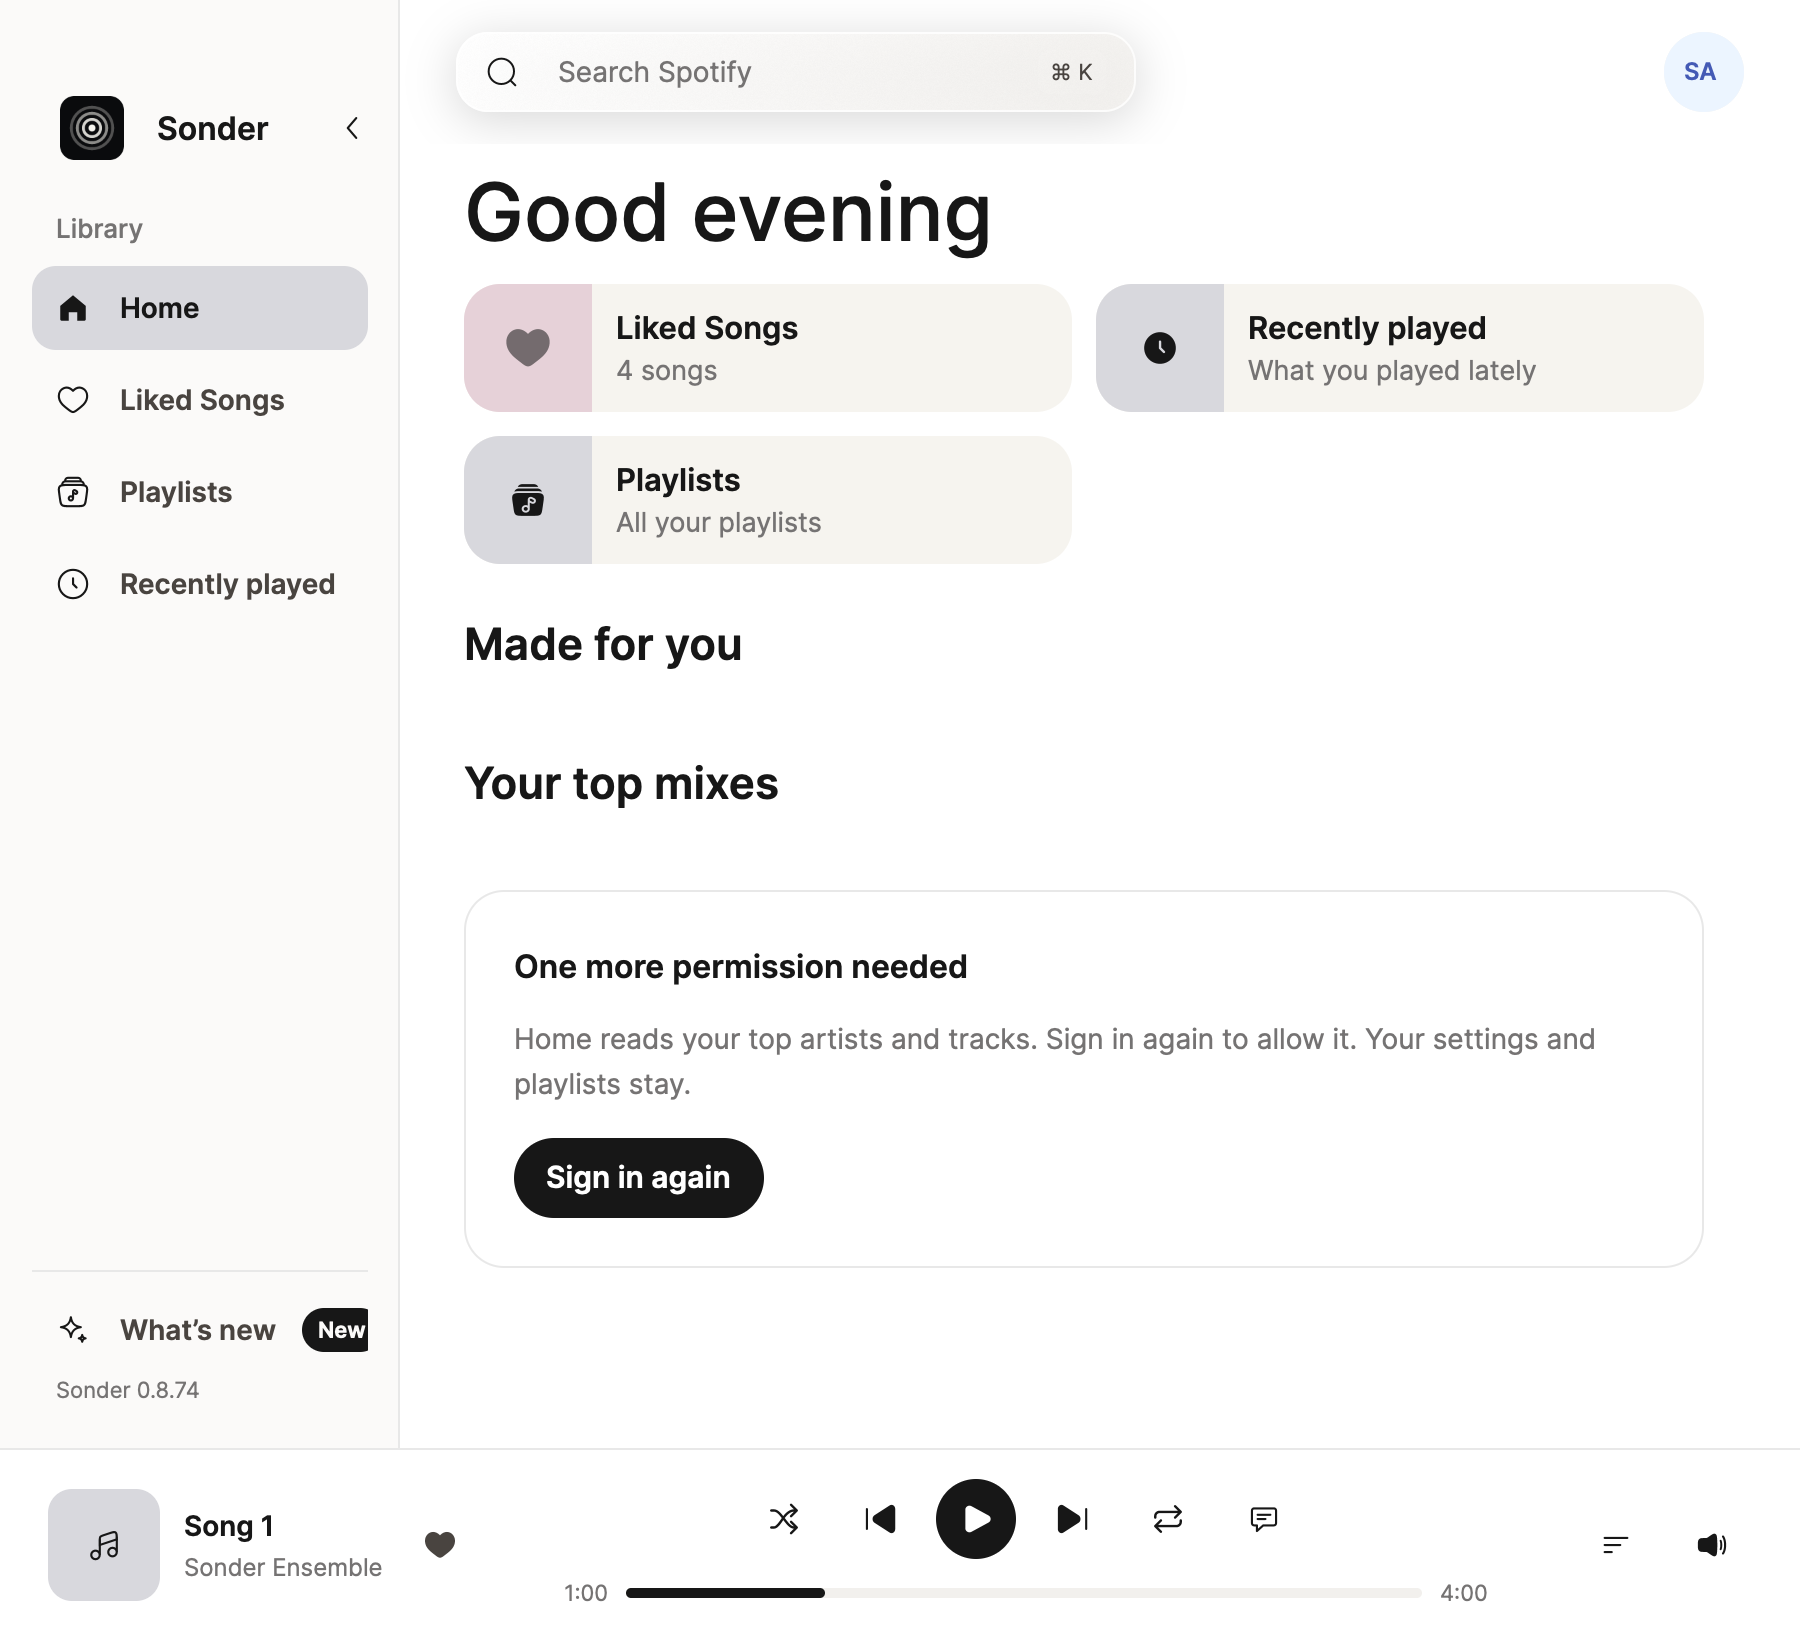 Search Spotify
⌘ K
SA
Sonder
Library
Home
Liked Songs
Playlists
Recently played
Good evening
Liked Songs
4 songs
Recently played
What you played lately
Playlists
All your playlists
Made for you
Your top mixes
One more permission needed
Home reads your top artists and tracks. Sign in again to allow it. Your settings and
playlists stay.
Sign in again
What’s new
New
Sonder 0.8.74
Song 1
Sonder Ensemble
1:00
4:00